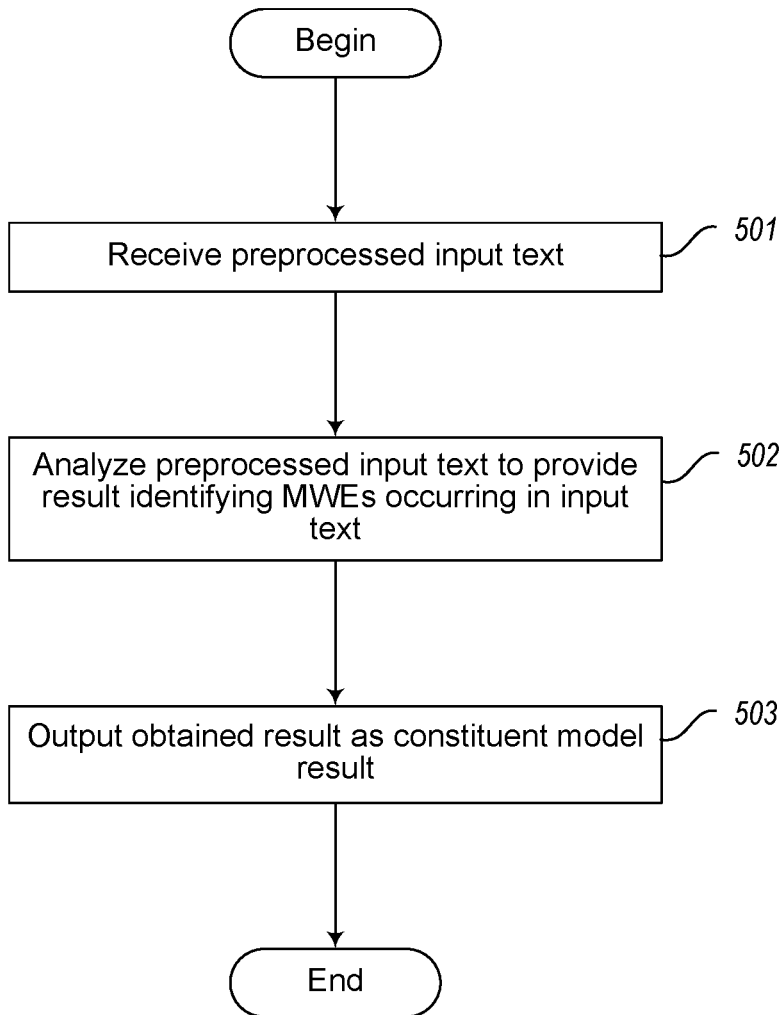 Begin
Receive preprocessed input text
501
Analyze preprocessed input text to provide
result identifying MWEs occurring in input
text
502
Output obtained result as constituent model
result
503
End